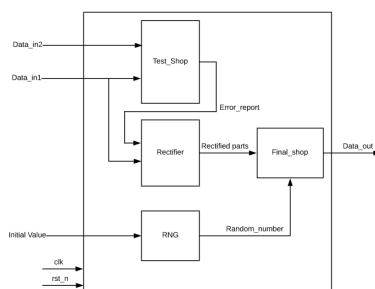 Data_in2
Test_Shop
Data_in1
Error_report
Rectifier
Rectified parts
Final_shop
Data_out
Initial Value
RNG
Random_number
clk
rst_n